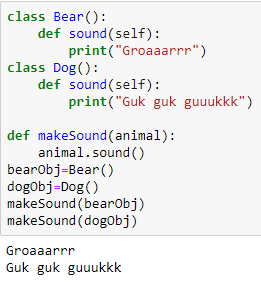 class Bear():
    def sound(self):
        print("Groaaarrr")
class Dog():
    def sound(self):
        print("Guk guk guuukkk")

def makeSound(animal):
    animal.sound()
bearObj=Bear()
dogObj=Dog()
makeSound(bearObj)
makeSound(dogObj)
Groaaarrr
Guk guk guuukkk